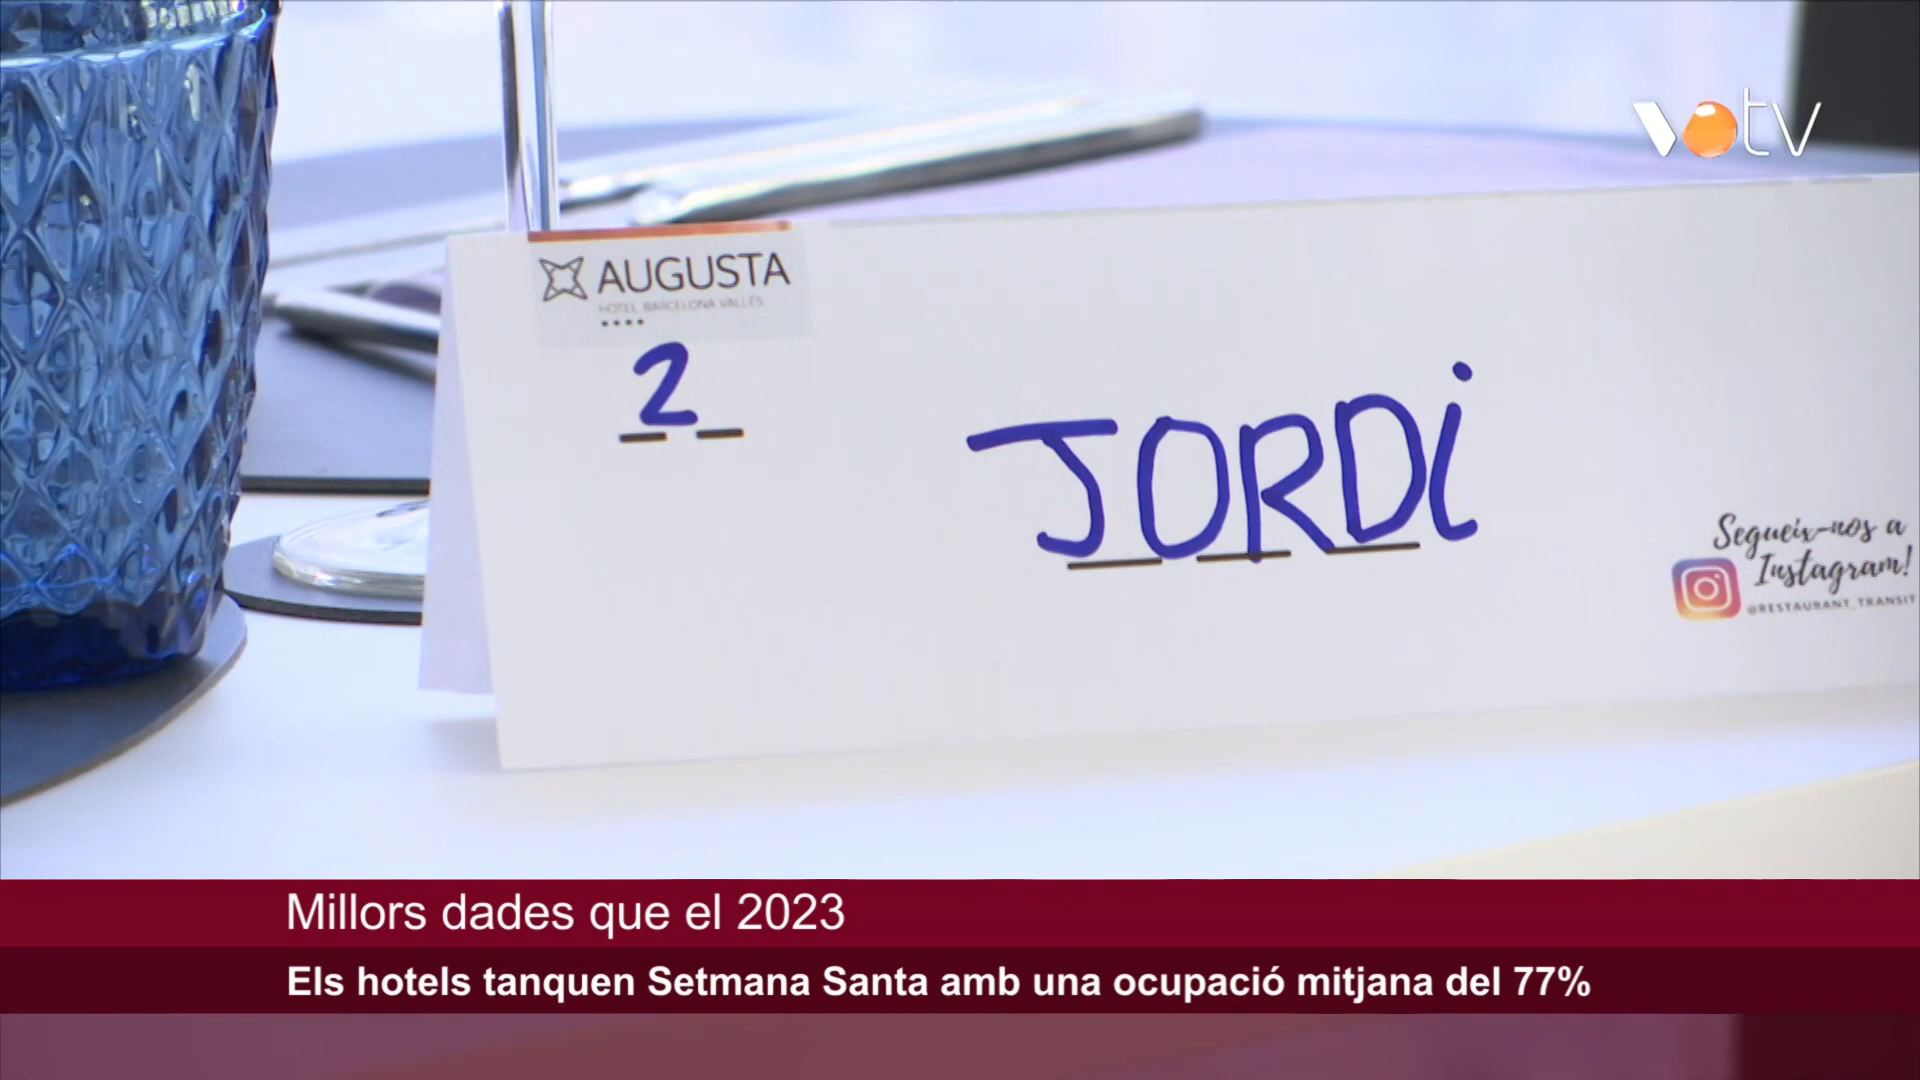 votv
AUGUSTA
HOTEL BARCELONA VALLÈS
2
JORDi
Segueix-nos a
Instagram!
@RESTAURANT_TRANSIT
Millors dades que el 2023
Els hotels tanquen Setmana Santa amb una ocupació mitjana del 77%